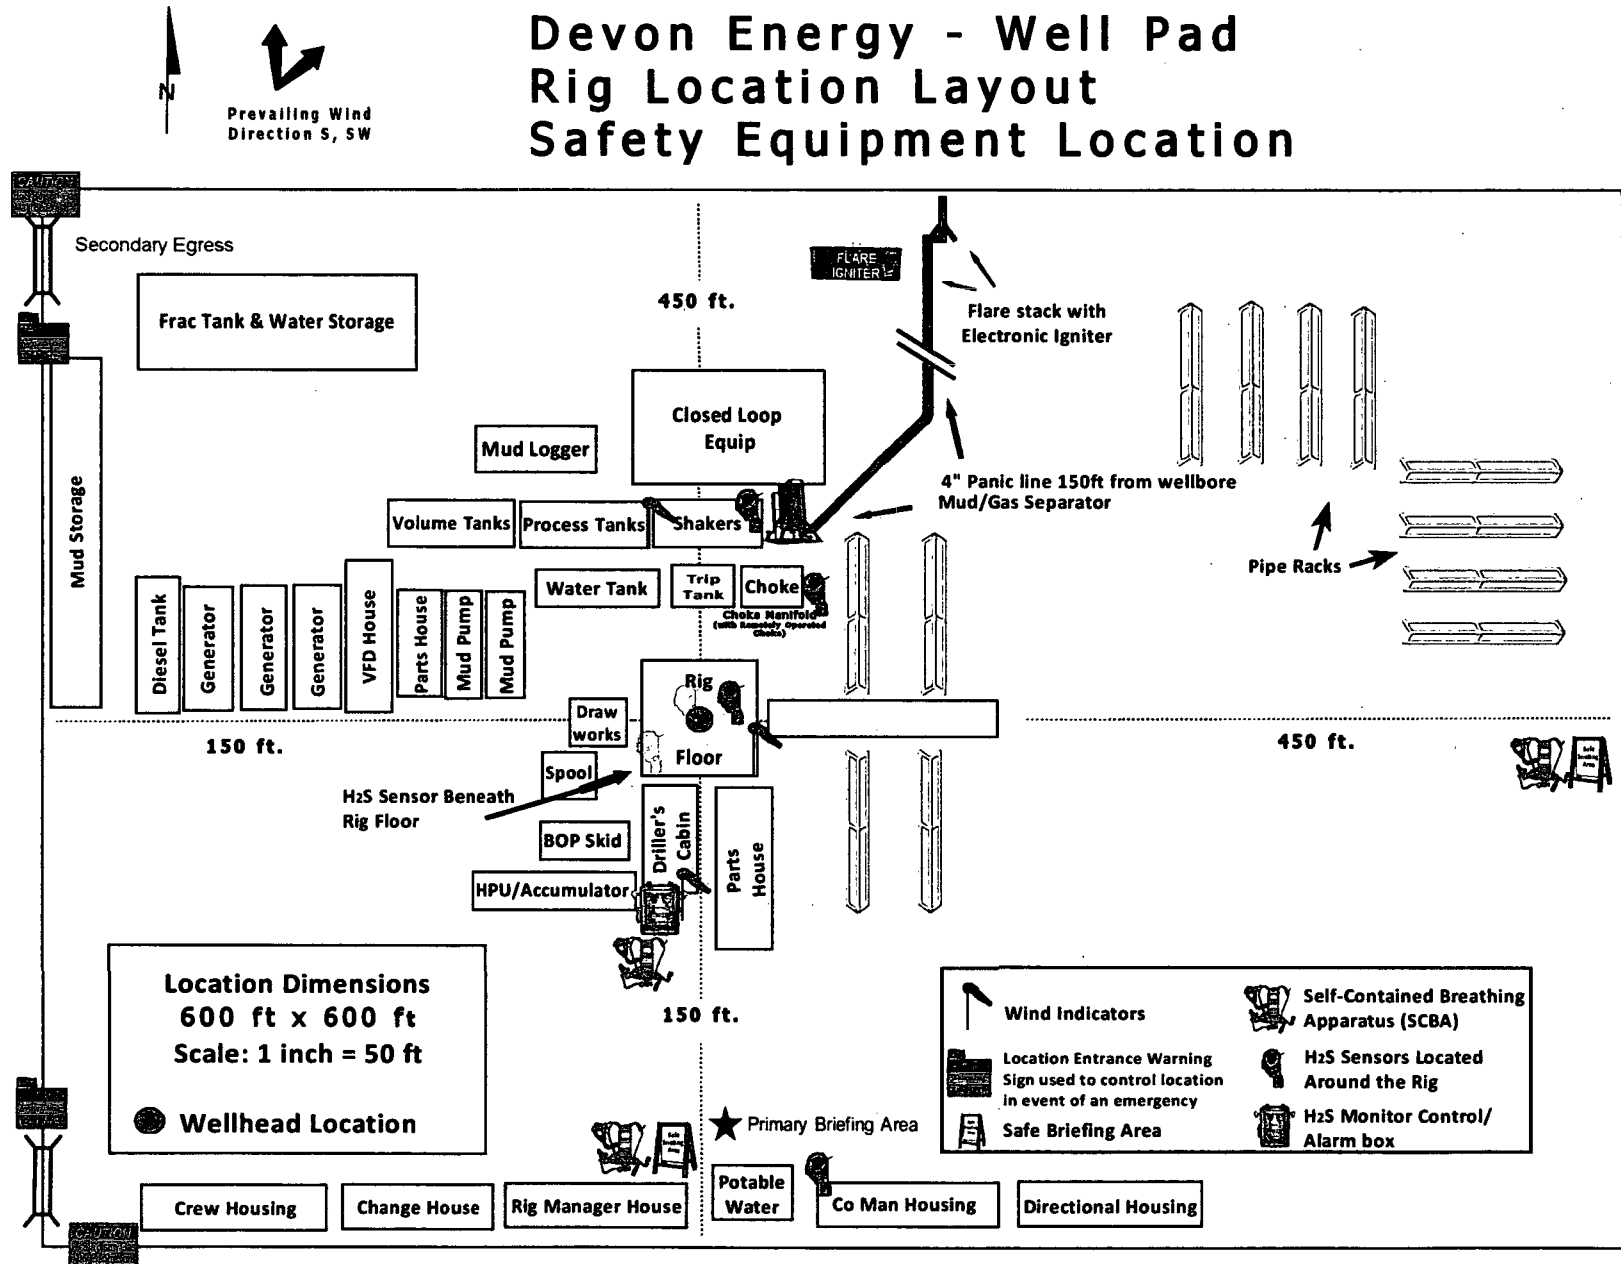 Devon Energy - Well Pad
Rig Location Layout
Safety Equipment Location
N
Prevailing Wind
Direction S, SW
CAUTION
Secondary Egress
Frac Tank & Water Storage
450 ft.
FLARE
IGNITER
Flare stack with
Electronic Igniter
Closed Loop
Equip
Mud Logger
4" Panic line 150ft from wellbore
Mud/Gas Separator
Mud Storage
Volume Tanks
Process Tanks
Shakers
Pipe Racks
Water Tank
Trip
Tank
Choke
Choke Manifold
(with Remotely Operated
Choke)
Diesel Tank
Generator
Generator
Generator
VFD House
Parts House
Mud Pump
Mud Pump
Rig
Floor
Draw
works
150 ft.
450 ft.
Spool
H2S Sensor Beneath
Rig Floor
BOP Skid
Driller's
Cabin
Parts
House
HPU/Accumulator
Location Dimensions
600 ft x 600 ft
Scale: 1 inch = 50 ft
Wellhead Location
150 ft.
Wind Indicators
Self-Contained Breathing
Apparatus (SCBA)
Location Entrance Warning
Sign used to control location
in event of an emergency
H2S Sensors Located
Around the Rig
Safe Briefing Area
H2S Monitor Control/
Alarm box
Primary Briefing Area
Crew Housing
Change House
Rig Manager House
Potable
Water
Co Man Housing
Directional Housing
CAUTION